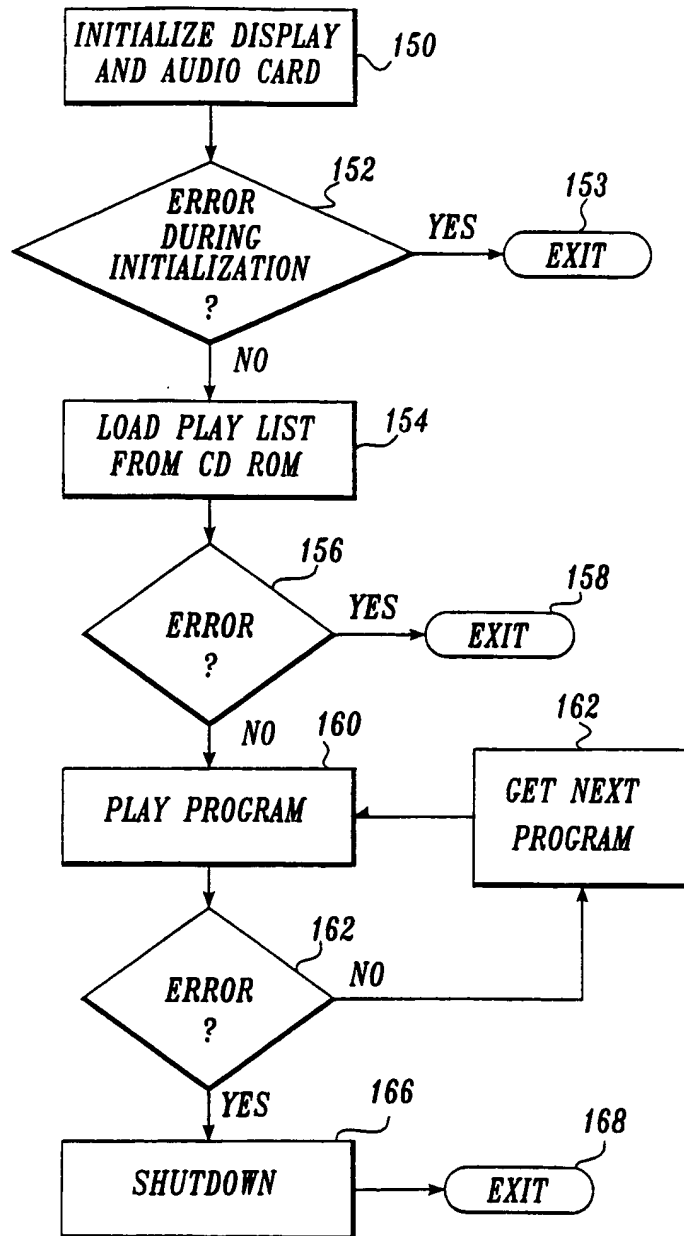 INITIALIZE DISPLAY
AND AUDIO CARD
150
152
ERROR
DURING
INITIALIZATION
?
YES
153
EXIT
NO
LOAD PLAY LIST
FROM CD ROM
154
156
ERROR
?
YES
158
EXIT
NO
160
PLAY PROGRAM
162
GET NEXT
PROGRAM
162
ERROR
?
NO
YES
166
SHUTDOWN
168
EXIT